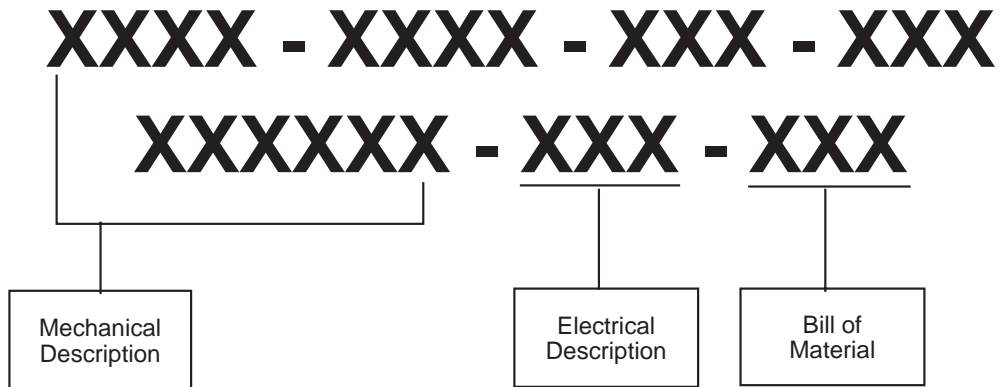 XXXX - XXXX - XXX - XXX
XXXXXX - XXX - XXX
Mechanical
Description
Electrical
Description
Bill of
Material